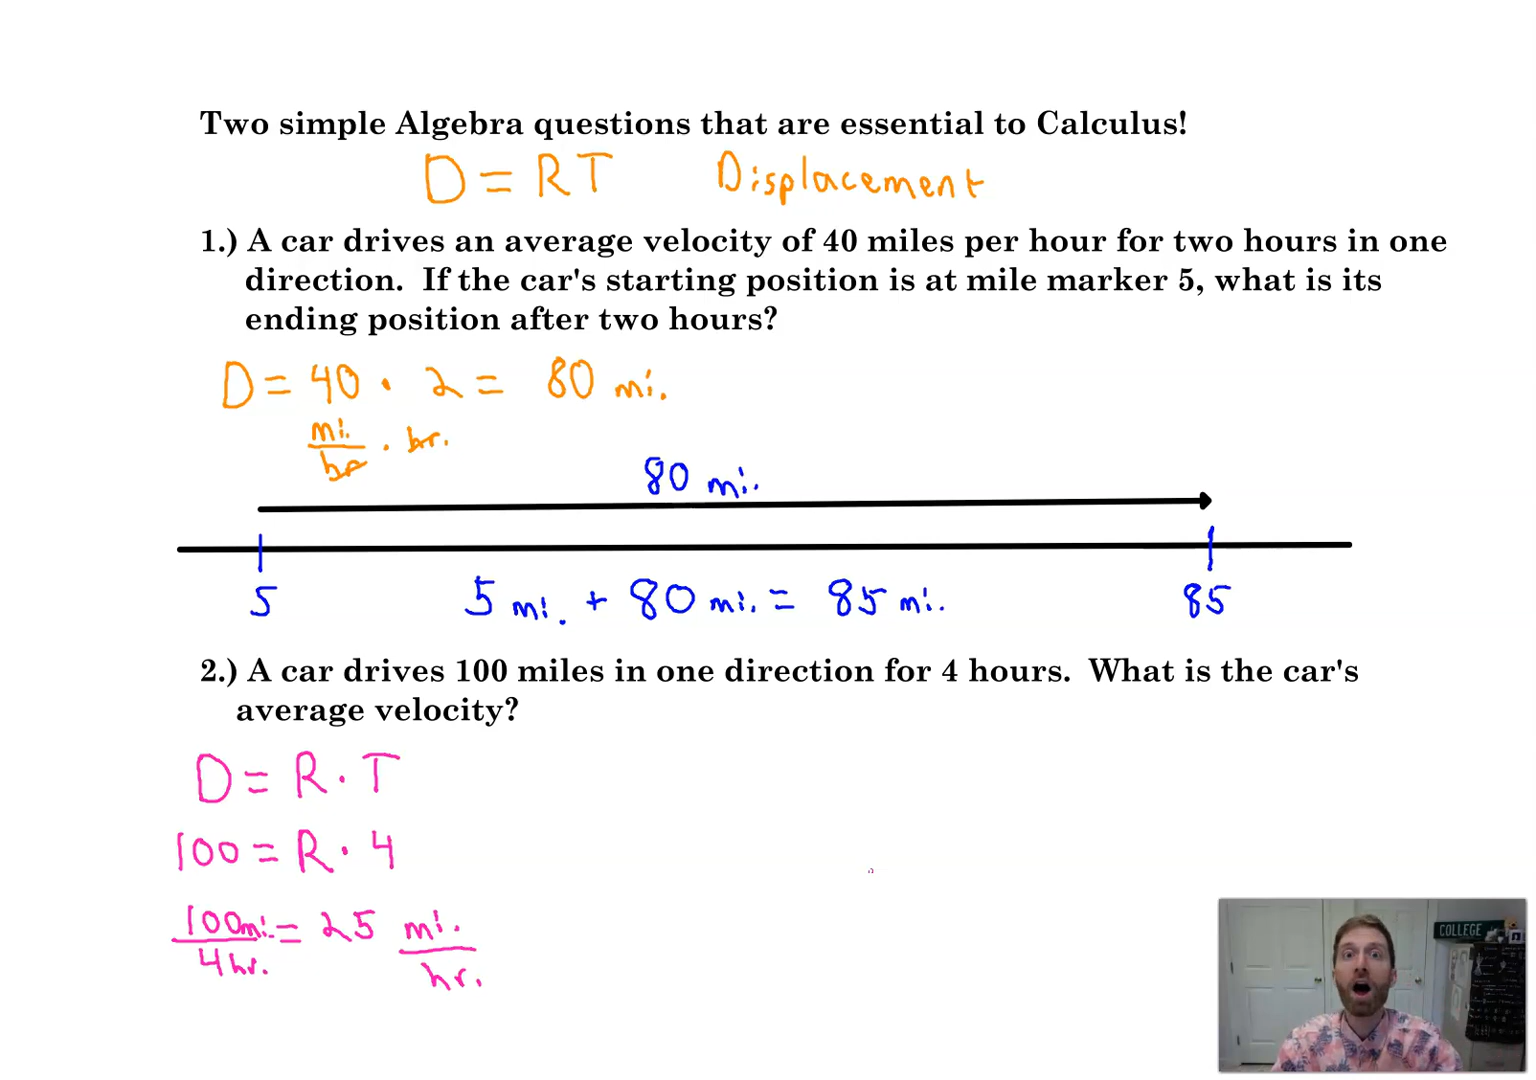 Two simple Algebra questions that are essential to Calculus!
D = RT Displacement
1.) A car drives an average velocity of 40 miles per hour for two hours in one
direction. If the car's starting position is at mile marker 5, what is its
ending position after two hours?
D = 40 · 2 = 80 mi.
mi./hr · hr.
80 mi.
5 85
5 mi. + 80 mi. = 85 mi.
2.) A car drives 100 miles in one direction for 4 hours. What is the car's
average velocity?
D = R · T
100 = R · 4
100mi./4hr. = 25 mi./hr.
COLLEGE